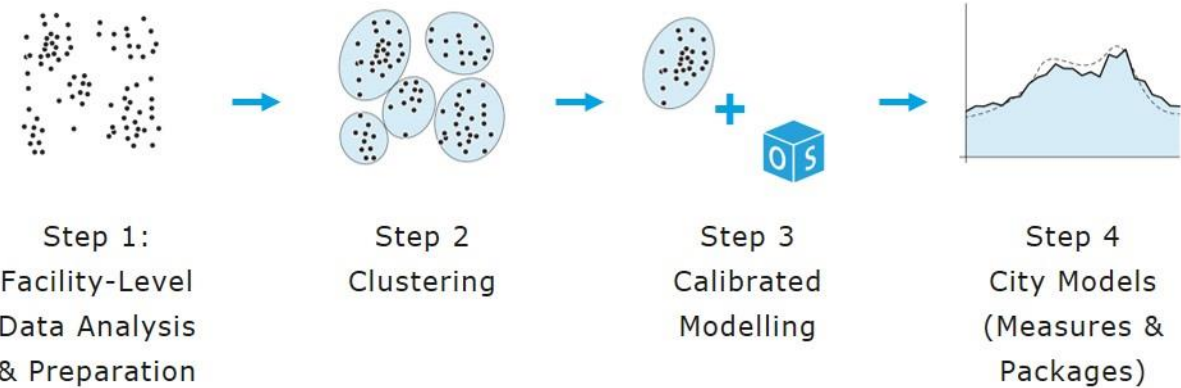 OS
Step 1:
Facility-Level
Data Analysis
& Preparation
Step 2
Clustering
Step 3
Calibrated
Modelling
Step 4
City Models
(Measures &
Packages)